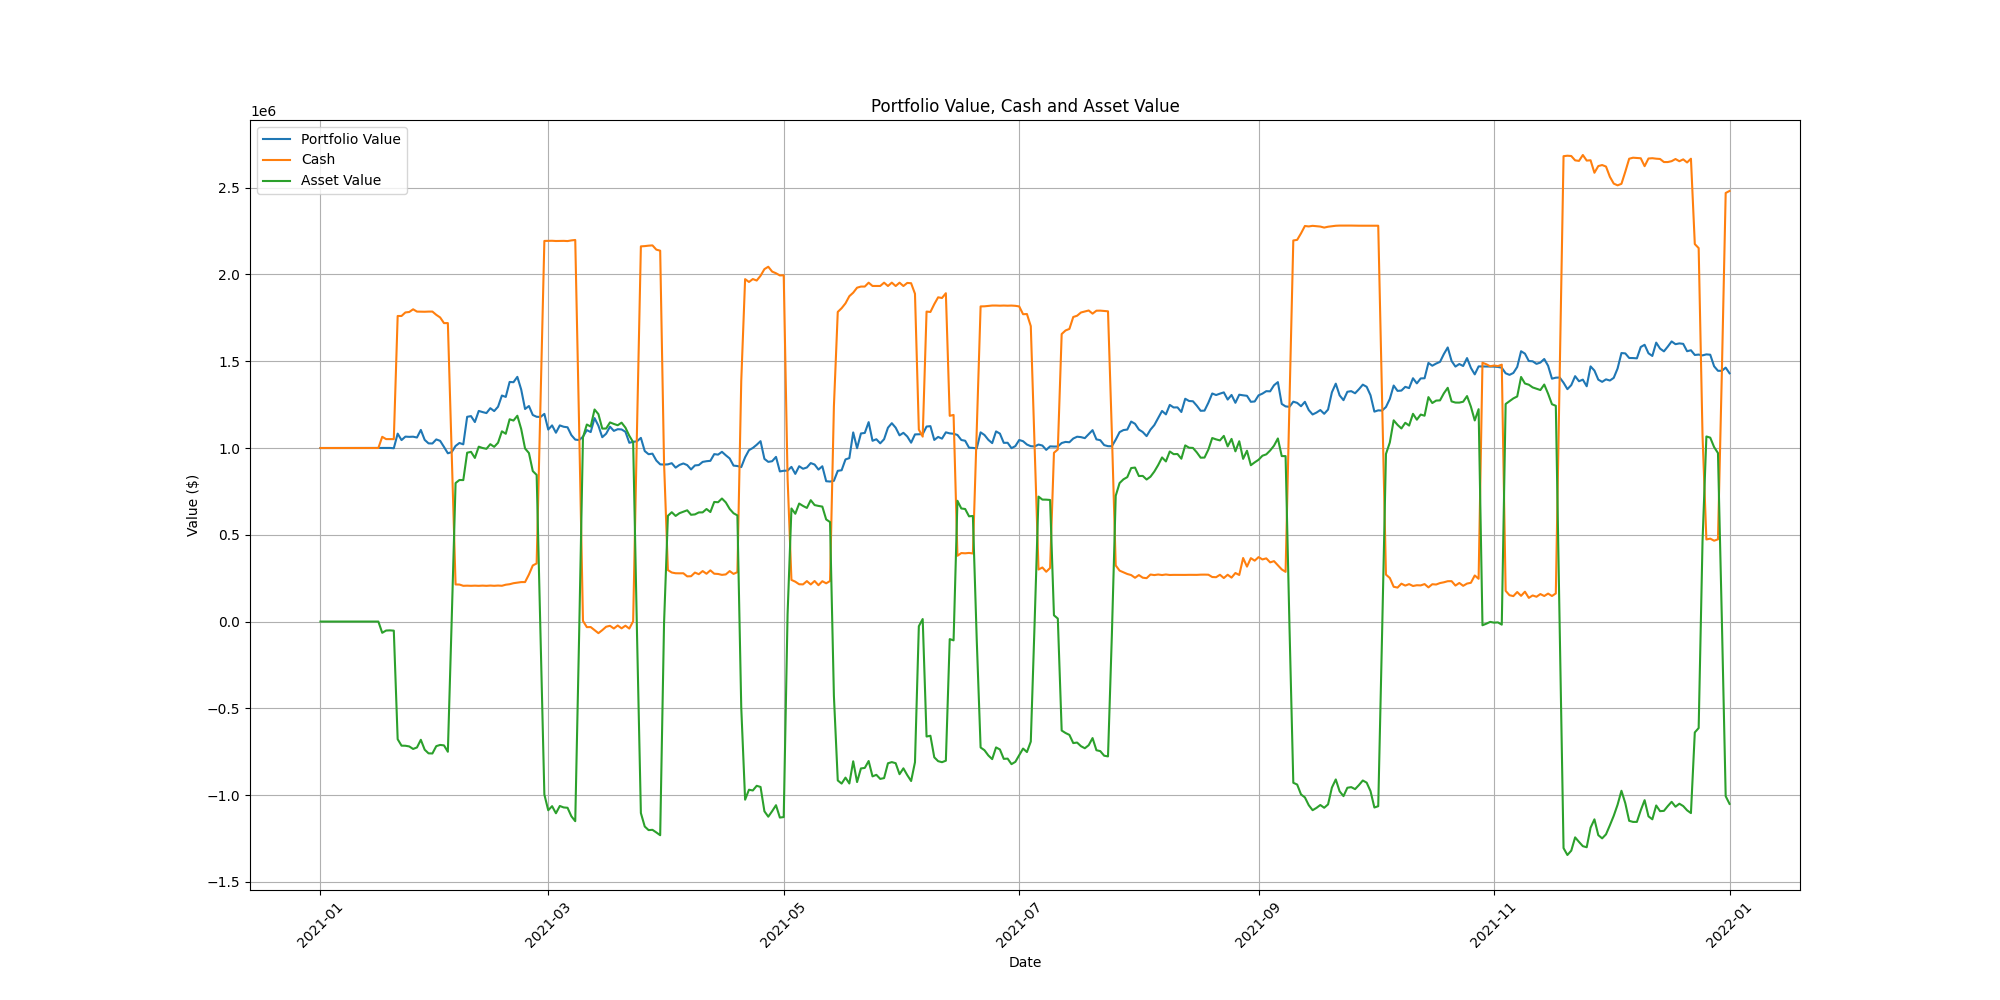 Portfolio Value, Cash and Asset Value
1e6
Portfolio Value
Cash
Asset Value
2.5
2.0
1.5
1.0
0.5
0.0
−0.5
−1.0
−1.5
Value ($)
2021-01
2021-03
2021-05
2021-07
2021-09
2021-11
2022-01
Date